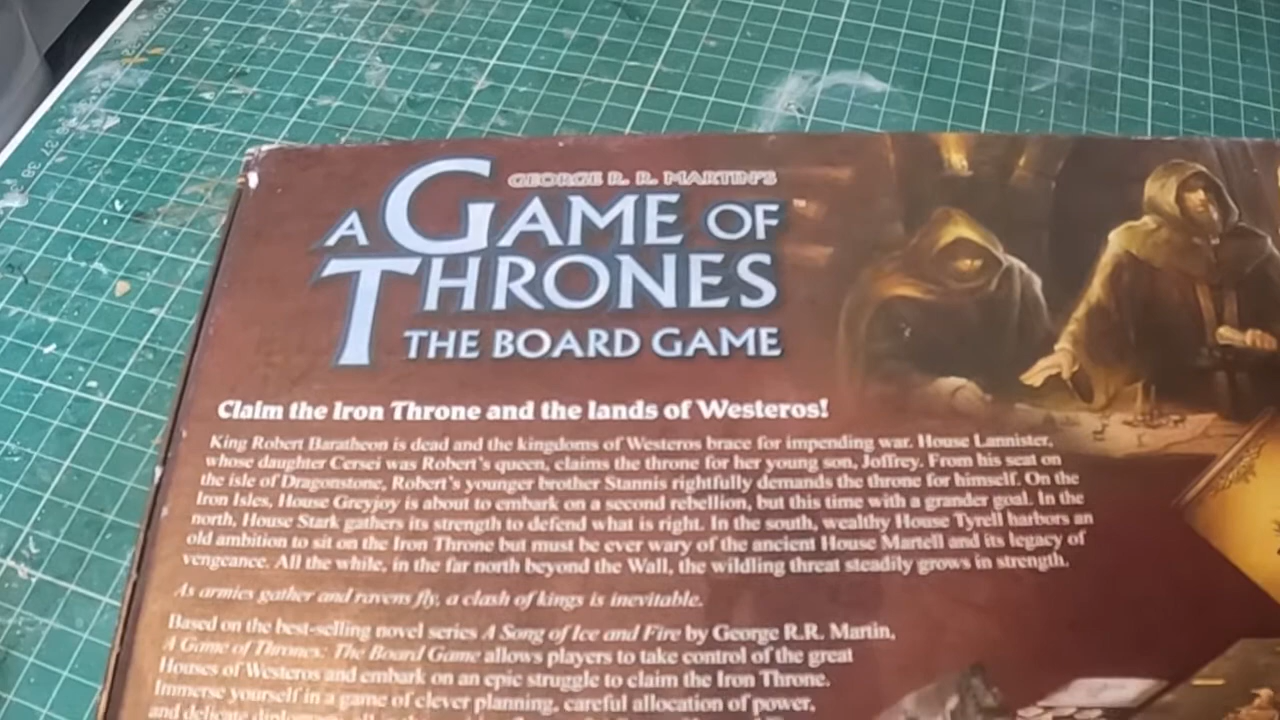 GEORGE R. R. MARTIN'S
A GAME OF
THRONES
THE BOARD GAME
Claim the Iron Throne and the lands of Westeros!
King Robert Baratheon is dead and the kingdoms of Westeros brace for impending war. House Lannister,
whose daughter Cersei was Robert's queen, claims the throne for her young son, Joffrey. From his seat on
the isle of Dragonstone, Robert's younger brother Stannis rightfully demands the throne for himself. On the
Iron Isles, House Greyjoy is about to embark on a second rebellion, but this time with a grander goal. In the
north, House Stark gathers its strength to defend what is right. In the south, wealthy House Tyrell harbors an
old ambition to sit on the Iron Throne but must be ever wary of the ancient House Martell and its legacy of
vengeance. All the while, in the far north beyond the Wall, the wildling threat steadily grows in strength.
As armies gather and ravens fly, a clash of kings is inevitable.
Based on the best-selling novel series A Song of Ice and Fire by George R.R. Martin,
A Game of Thrones: The Board Game allows players to take control of the great
Houses of Westeros and embark on an epic struggle to claim the Iron Throne.
Immerse yourself in a game of clever planning, careful allocation of power,
and delicate